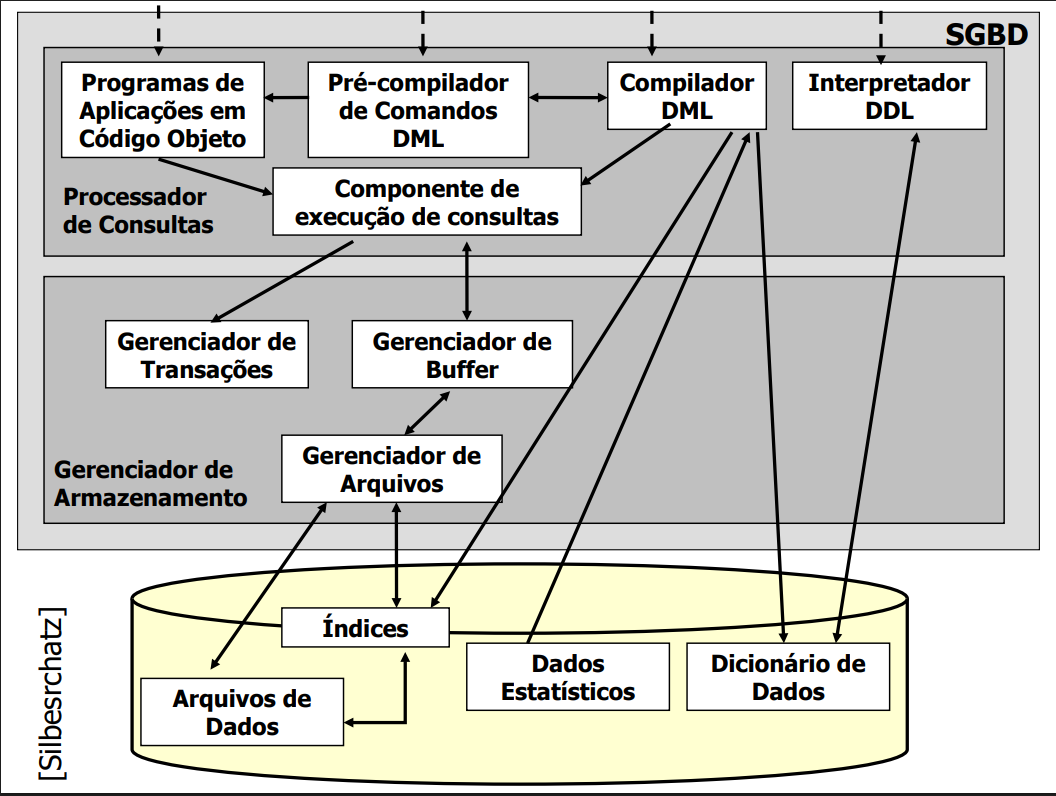 SGBD
Programas de
Aplicações em
Código Objeto
Pré-compilador
de Comandos
DML
Compilador
DML
Interpretador
DDL
Processador
de Consultas
Componente de
execução de consultas
Gerenciador de
Transações
Gerenciador de
Buffer
Gerenciador de
Arquivos
Gerenciador de
Armazenamento
Índices
Dados
Estatísticos
Dicionário de
Dados
Arquivos de
Dados
[Silbesrchatz]